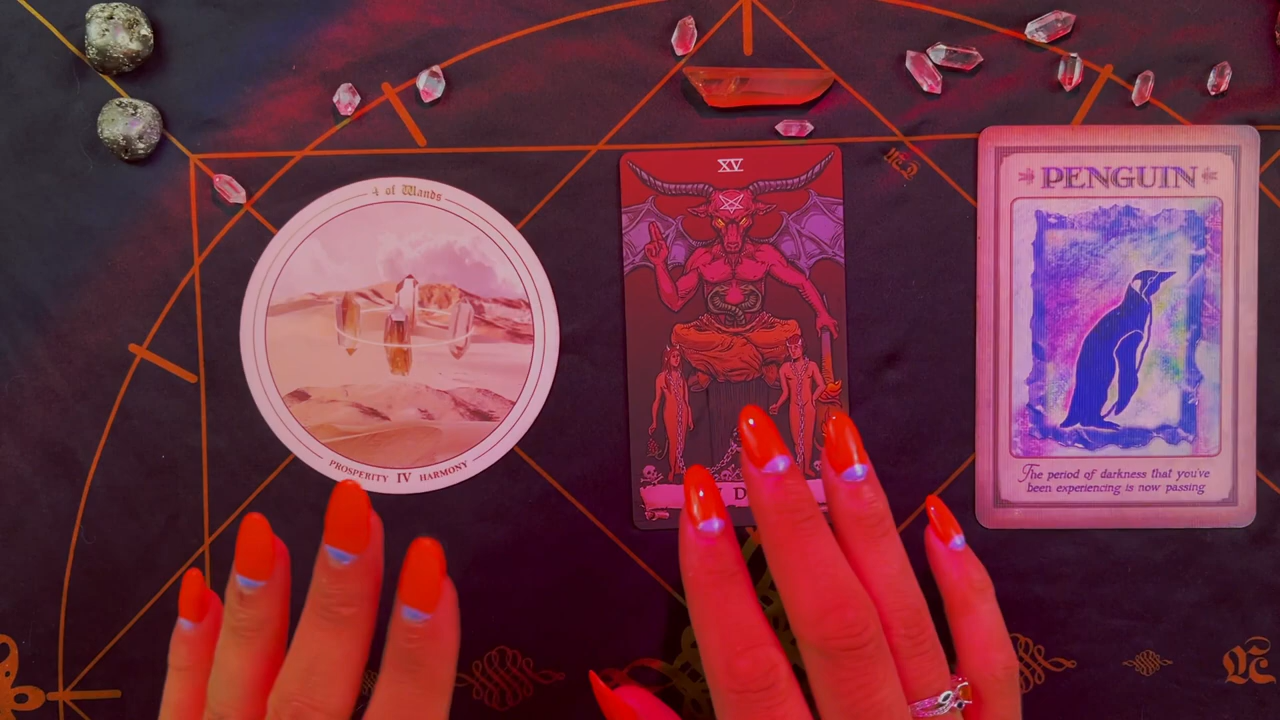 4 of Wands
PROSPERITY IV HARMONY
XV
D
PENGUIN
The period of darkness that you've
been experiencing is now passing